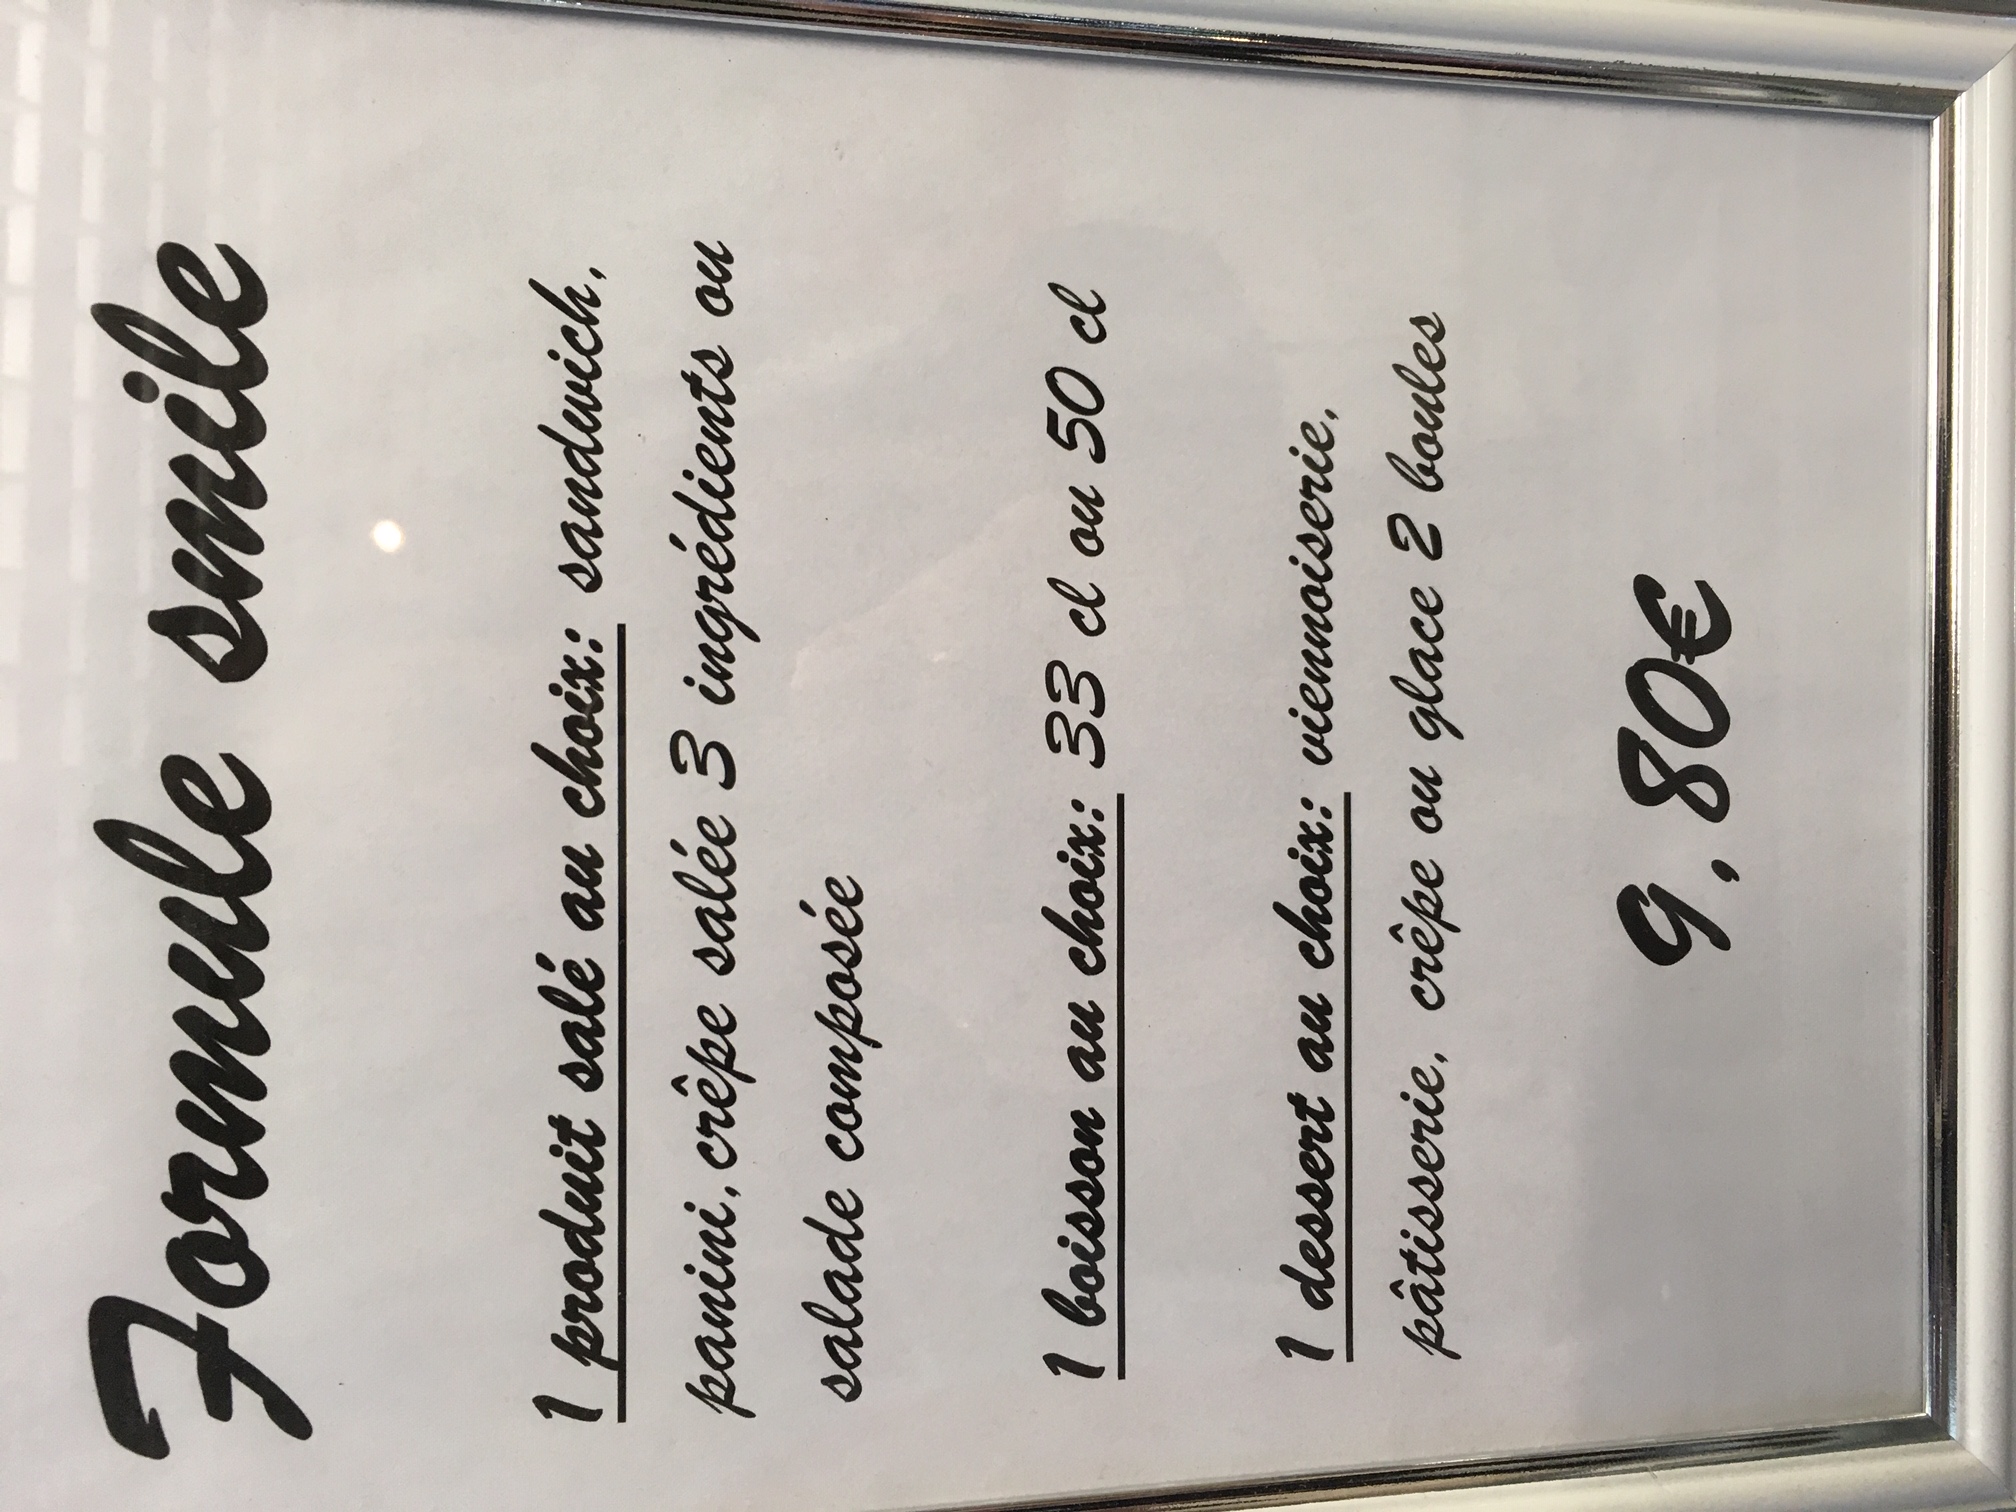 Formule smile
1 produit salé au choix: sandwich,
panini, crêpe salée 3 ingrédients ou
salade composée
1 boisson au choix: 33 cl ou 50 cl
1 dessert au choix: viennoiserie,
pâtisserie, crêpe ou glace 2 boules
9,80€